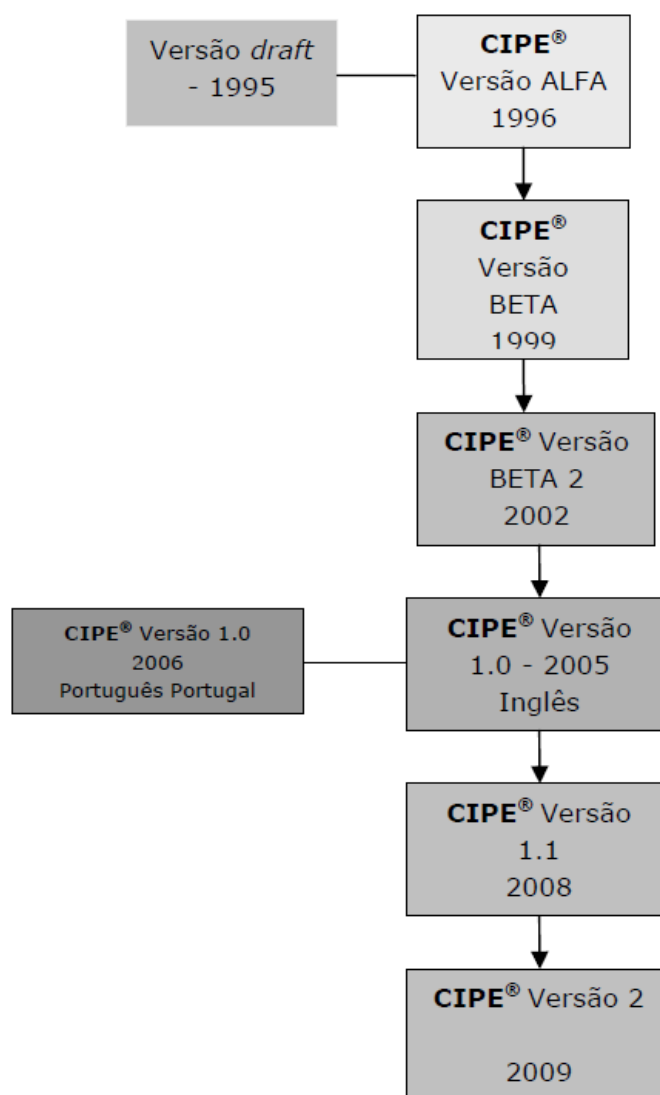 Versão draft
- 1995
CIPE®
Versão ALFA
1996
CIPE®
Versão
BETA
1999
CIPE® Versão
BETA 2
2002
CIPE® Versão 1.0
2006
Português Portugal
CIPE® Versão
1.0 - 2005
Inglês
CIPE® Versão
1.1
2008
CIPE® Versão 2
2009